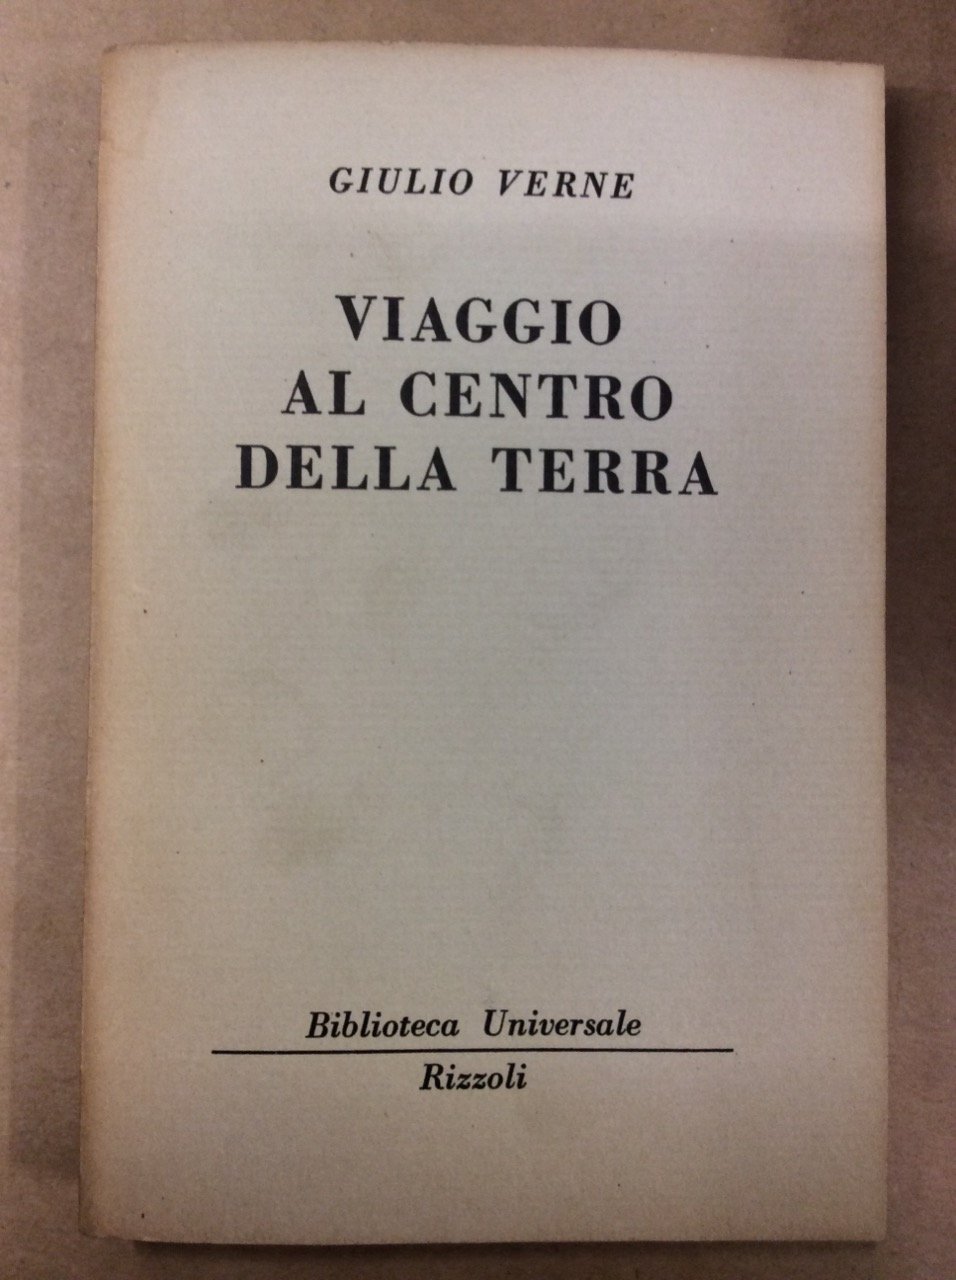 GIULIO VERNE
VIAGGIO
AL CENTRO
DELLA TERRA
Biblioteca Universale
Rizzoli